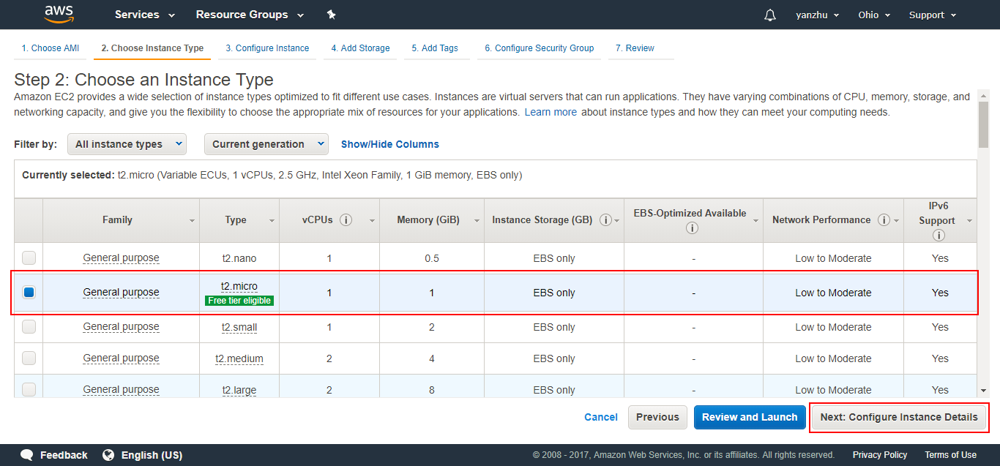 aws Services Resource Groups yanzhu Ohio Support
1. Choose AMI 2. Choose Instance Type 3. Configure Instance 4. Add Storage 5. Add Tags 6. Configure Security Group 7. Review
Step 2: Choose an Instance Type
Amazon EC2 provides a wide selection of instance types optimized to fit different use cases. Instances are virtual servers that can run applications. They have varying combinations of CPU, memory, storage, and
networking capacity, and give you the flexibility to choose the appropriate mix of resources for your applications. Learn more about instance types and how they can meet your computing needs.
Filter by: All instance types Current generation Show/Hide Columns
Currently selected: t2.micro (Variable ECUs, 1 vCPUs, 2.5 GHz, Intel Xeon Family, 1 GiB memory, EBS only)
Family Type vCPUs i Memory (GiB) Instance Storage (GB) i EBS-Optimized Available i Network Performance i IPv6 Support i
General purpose t2.nano 1 0.5 EBS only - Low to Moderate Yes
General purpose t2.micro 1 1 EBS only - Low to Moderate Yes
Free tier eligible
General purpose t2.small 1 2 EBS only - Low to Moderate Yes
General purpose t2.medium 2 4 EBS only - Low to Moderate Yes
General purpose t2.large 2 8 EBS only - Low to Moderate Yes
Cancel Previous Review and Launch Next: Configure Instance Details
Feedback English (US) © 2008 - 2017, Amazon Web Services, Inc. or its affiliates. All rights reserved. Privacy Policy Terms of Use